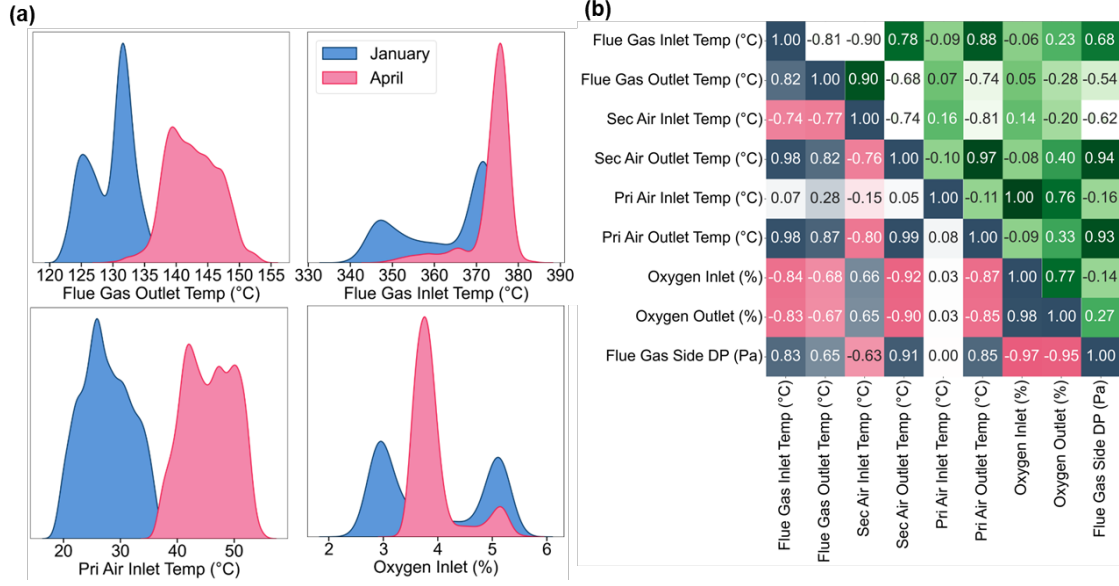 (a)
January
April
120 125 130 135 140 145 150 155
Flue Gas Outlet Temp (°C)
330 340 350 360 370 380 390
Flue Gas Inlet Temp (°C)
20 30 40 50
Pri Air Inlet Temp (°C)
2 3 4 5 6
Oxygen Inlet (%)
(b)
Flue Gas Inlet Temp (°C) 1.00 -0.81 -0.90 0.78 -0.09 0.88 -0.06 0.23 0.68
Flue Gas Outlet Temp (°C) 0.82 1.00 0.90 -0.68 0.07 -0.74 0.05 -0.28 -0.54
Sec Air Inlet Temp (°C) -0.74 -0.77 1.00 -0.74 0.16 -0.81 0.14 -0.20 -0.62
Sec Air Outlet Temp (°C) 0.98 0.82 -0.76 1.00 -0.10 0.97 -0.08 0.40 0.94
Pri Air Inlet Temp (°C) 0.07 0.28 -0.15 0.05 1.00 -0.11 1.00 0.76 -0.16
Pri Air Outlet Temp (°C) 0.98 0.87 -0.80 0.99 0.08 1.00 -0.09 0.33 0.93
Oxygen Inlet (%) -0.84 -0.68 0.66 -0.92 0.03 -0.87 1.00 0.77 -0.14
Oxygen Outlet (%) -0.83 -0.67 0.65 -0.90 0.03 -0.85 0.98 1.00 0.27
Flue Gas Side DP (Pa) 0.83 0.65 -0.63 0.91 0.00 0.85 -0.97 -0.95 1.00
Flue Gas Inlet Temp (°C)
Flue Gas Outlet Temp (°C)
Sec Air Inlet Temp (°C)
Sec Air Outlet Temp (°C)
Pri Air Inlet Temp (°C)
Pri Air Outlet Temp (°C)
Oxygen Inlet (%)
Oxygen Outlet (%)
Flue Gas Side DP (Pa)